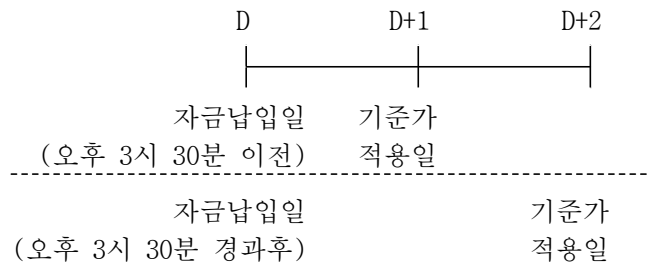 D D+1 D+2
자금납입일 기준가
(오후 3시 30분 이전) 적용일
자금납입일 기준가
(오후 3시 30분 경과후) 적용일